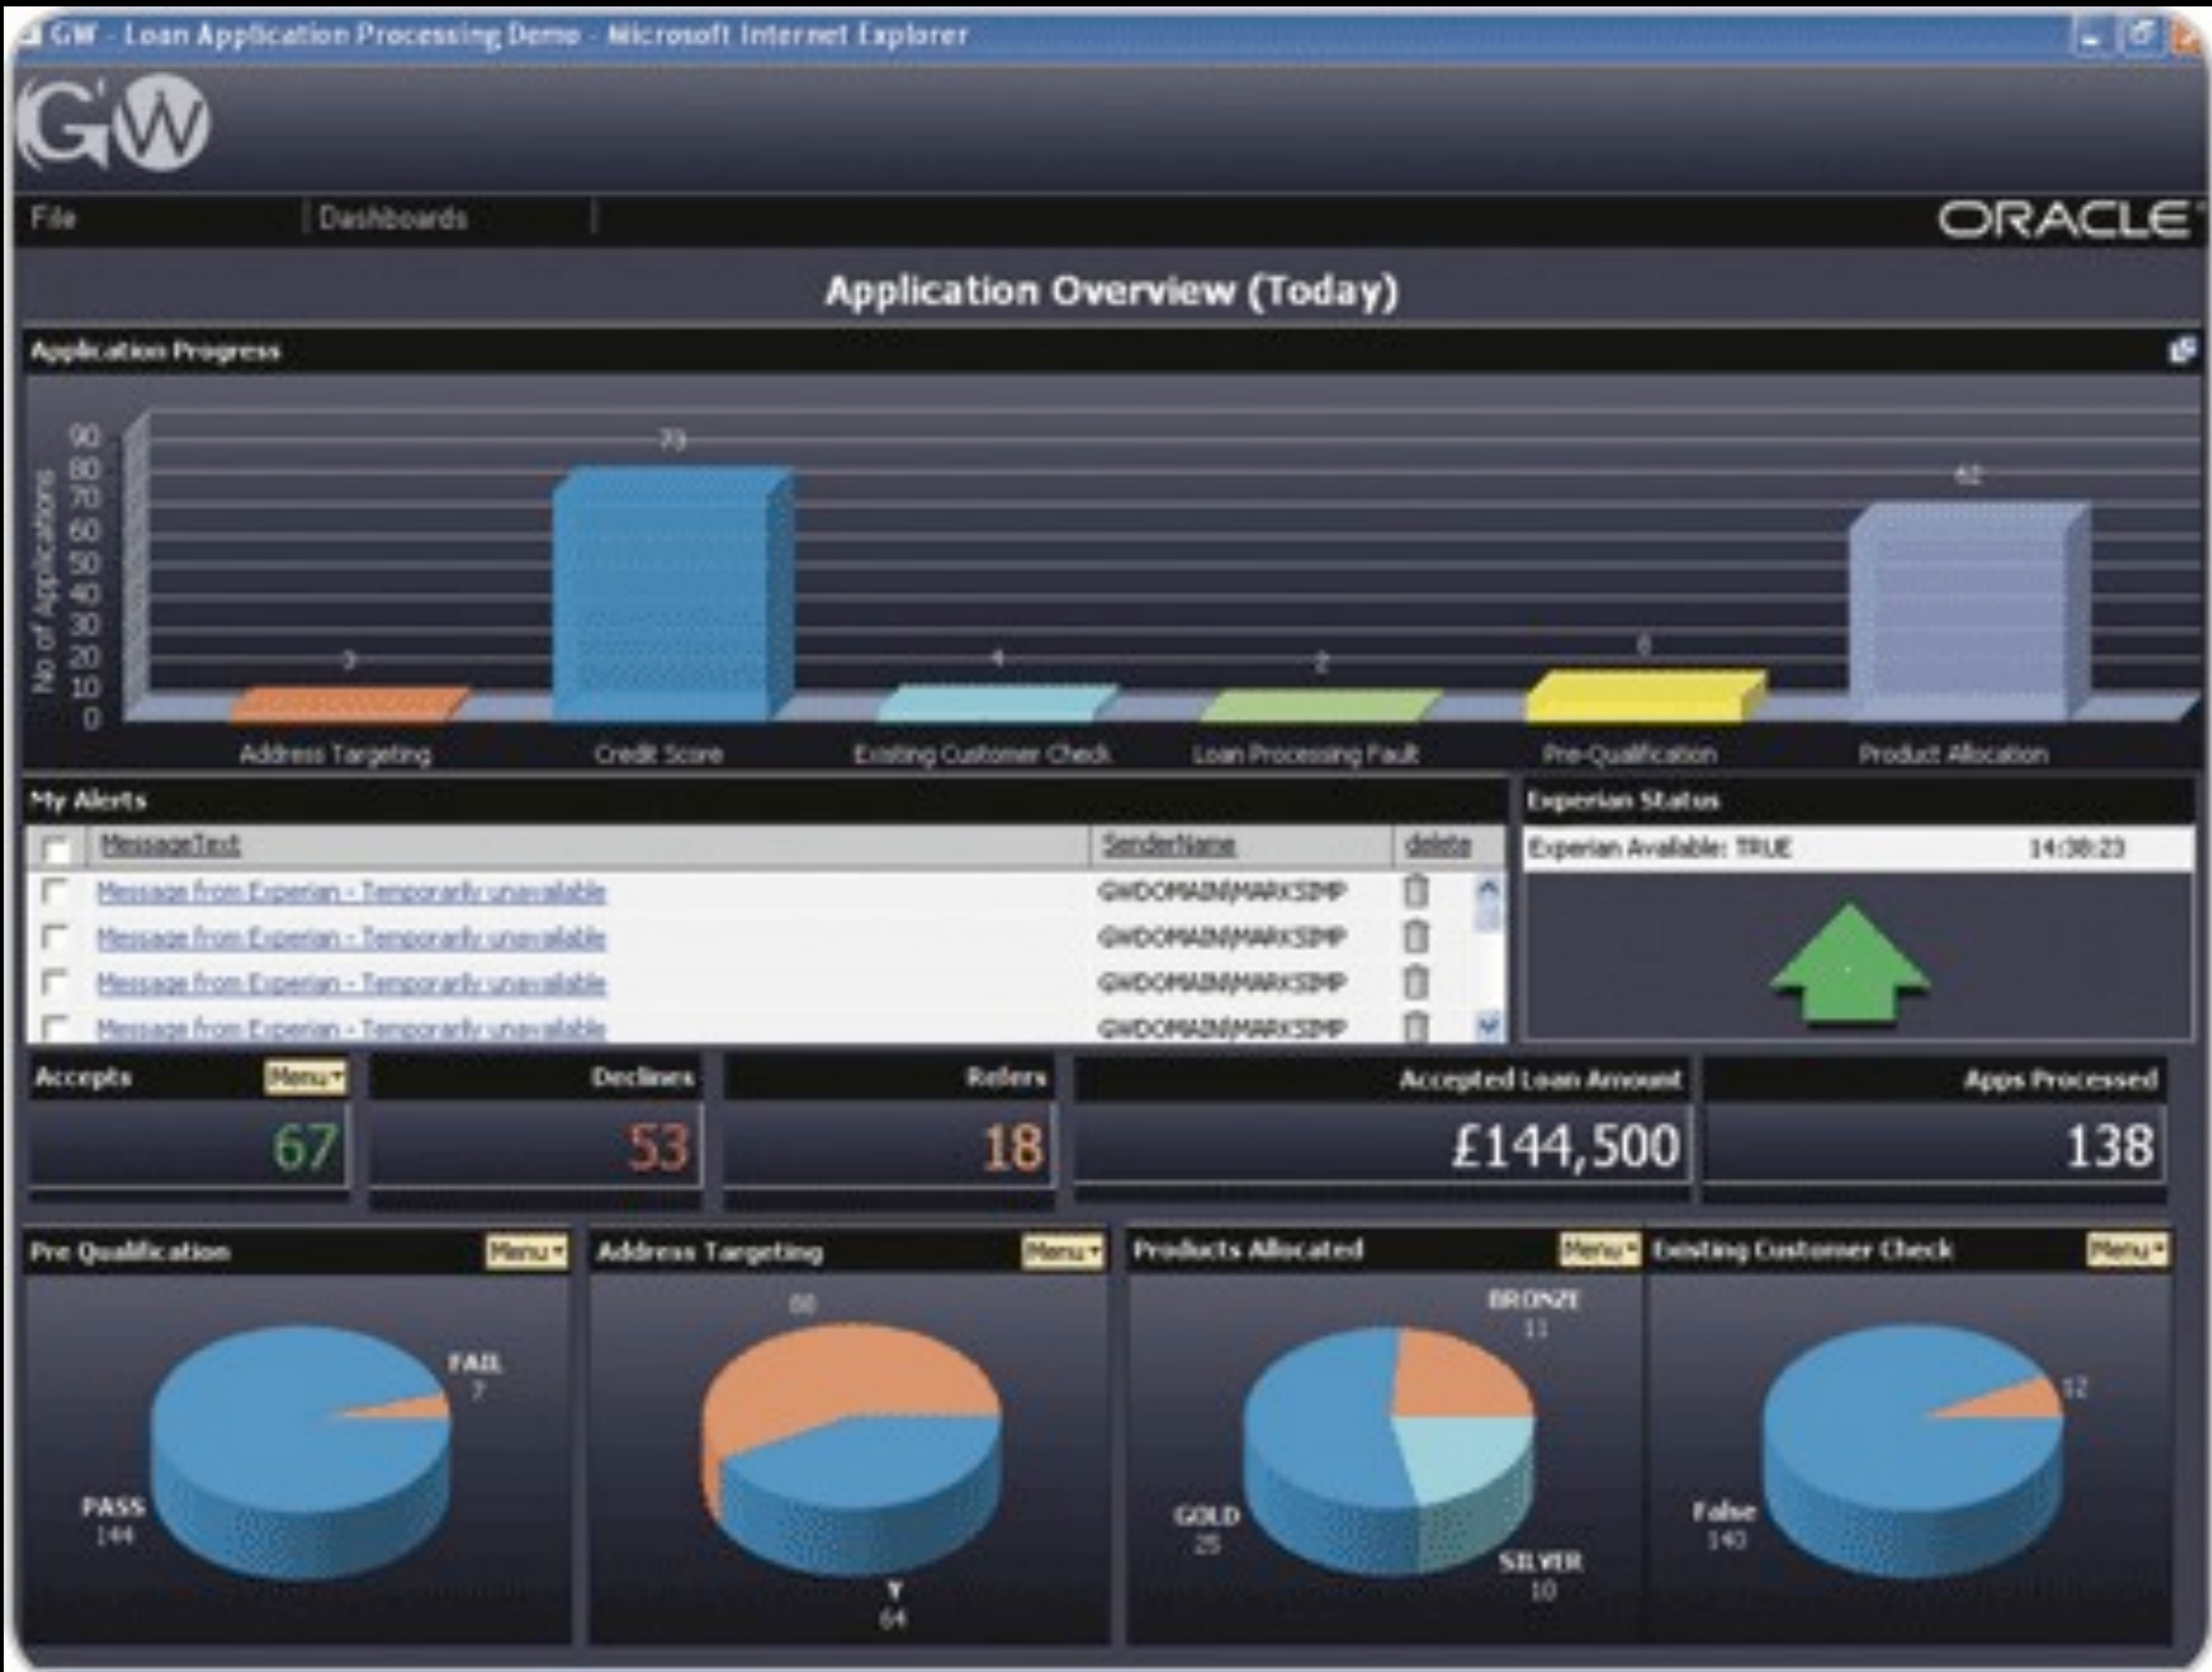 GW - Loan Application Processing Demo - Microsoft Internet Explorer
GW
File Dashboards ORACLE
Application Overview (Today)
Application Progress
No of Applications
90
80
70
60
50
40
30
20
10
0
3
4
2
62
Address Targeting Credit Score Existing Customer Check Loan Processing Fault Pre-Qualification Product Allocation
My Alerts
MessageText SenderName delete
Message from Experian - Temporarily unavailable GWDOMAIN\MARKSIMP
Message from Experian - Temporarily unavailable GWDOMAIN\MARKSIMP
Message from Experian - Temporarily unavailable GWDOMAIN\MARKSIMP
Message from Experian - Temporarily unavailable GWDOMAIN\MARKSIMP
Experian Status
Experian Available: TRUE 14:38:23
Accepts Menu
67
Declines
53
Refers
18
Accepted Loan Amount
£144,500
Apps Processed
138
Pre Qualification Menu
FAIL
7
PASS
144
Address Targeting Menu
Y
64
Products Allocated Menu
BRONZE
11
GOLD
25
SILVER
10
Existing Customer Check Menu
12
False
140